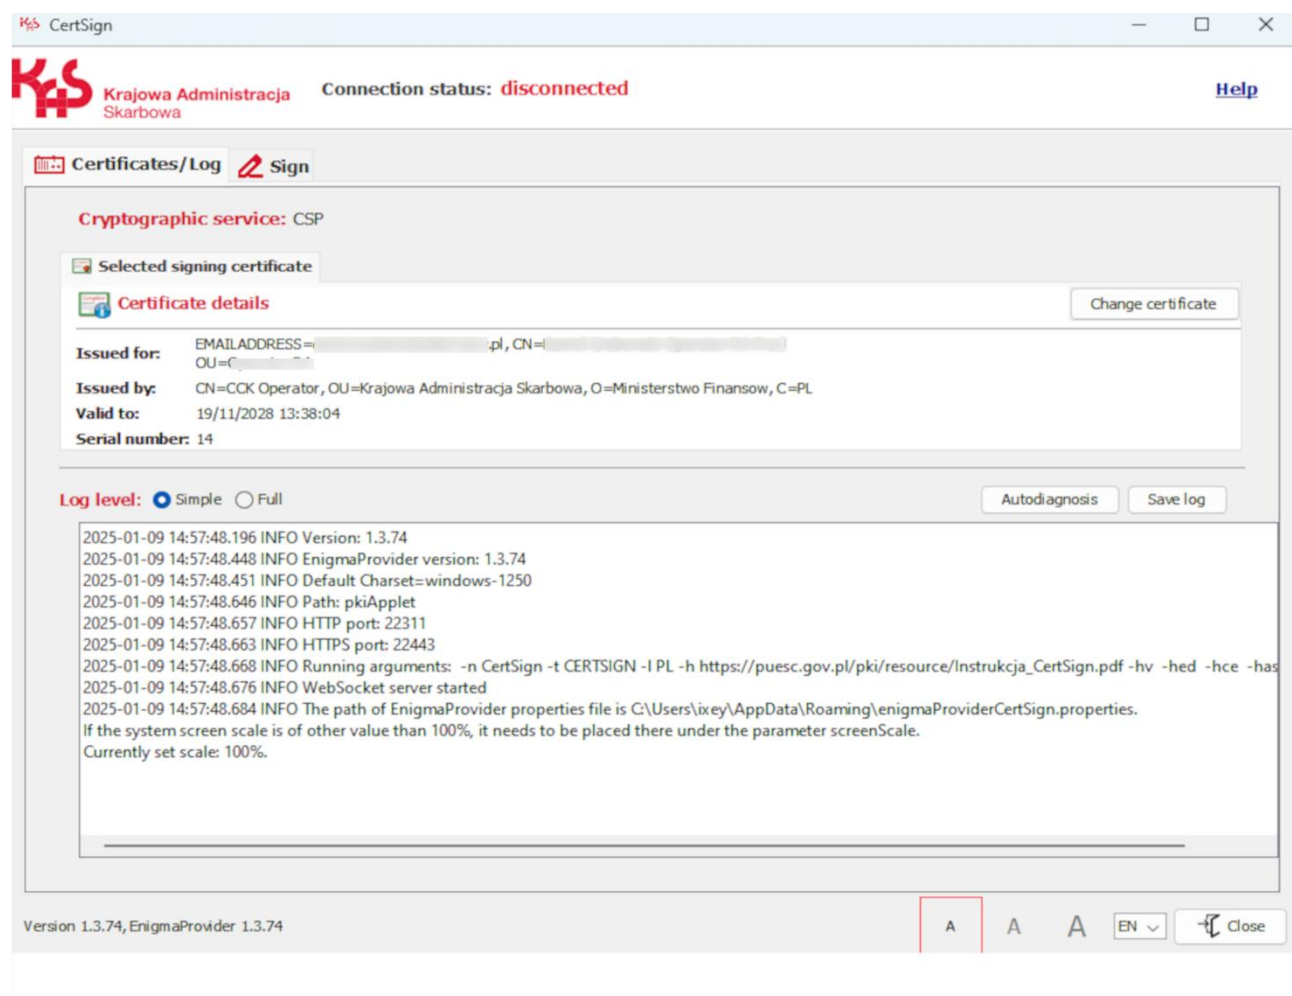 KAS CertSign
KAS
Krajowa Administracja
Skarbowa
Connection status: disconnected
Help
Certificates/Log
Sign
Cryptographic service: CSP
Selected signing certificate
Certificate details
Change certificate
Issued for:
EMAILADDRESS= .pl, CN=
OU=
Issued by: CN=CCK Operator, OU=Krajowa Administracja Skarbowa, O=Ministerstwo Finansow, C=PL
Valid to: 19/11/2028 13:38:04
Serial number: 14
Log level: Simple Full
Autodiagnosis
Save log
2025-01-09 14:57:48.196 INFO Version: 1.3.74
2025-01-09 14:57:48.448 INFO EnigmaProvider version: 1.3.74
2025-01-09 14:57:48.451 INFO Default Charset=windows-1250
2025-01-09 14:57:48.646 INFO Path: pkiApplet
2025-01-09 14:57:48.657 INFO HTTP port: 22311
2025-01-09 14:57:48.663 INFO HTTPS port: 22443
2025-01-09 14:57:48.668 INFO Running arguments: -n CertSign -t CERTSIGN -l PL -h https://puesc.gov.pl/pki/resource/Instrukcja_CertSign.pdf -hv -hed -hce -has
2025-01-09 14:57:48.676 INFO WebSocket server started
2025-01-09 14:57:48.684 INFO The path of EnigmaProvider properties file is C:\Users\ixey\AppData\Roaming\enigmaProviderCertSign.properties.
If the system screen scale is of other value than 100%, it needs to be placed there under the parameter screenScale.
Currently set scale: 100%.
Version 1.3.74, EnigmaProvider 1.3.74
A A A EN Close